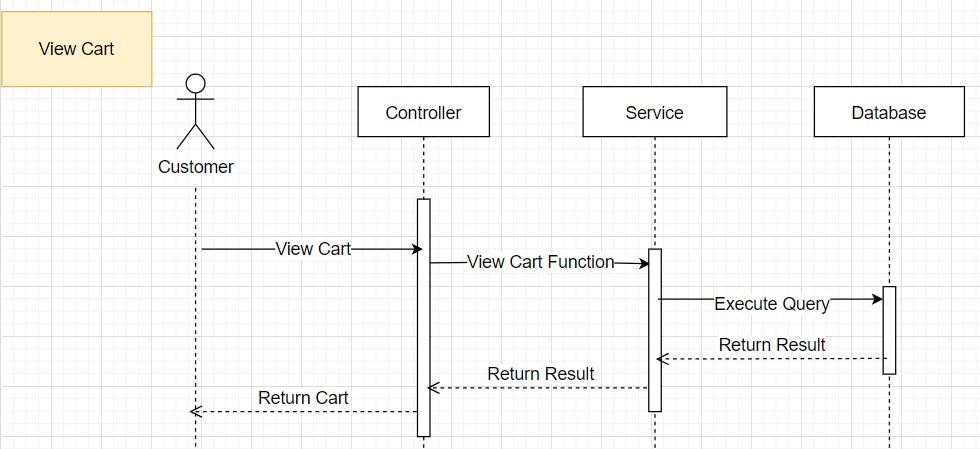 View Cart
Customer
Controller
Service
Database
View Cart
View Cart Function
Execute Query
Return Result
Return Result
Return Cart